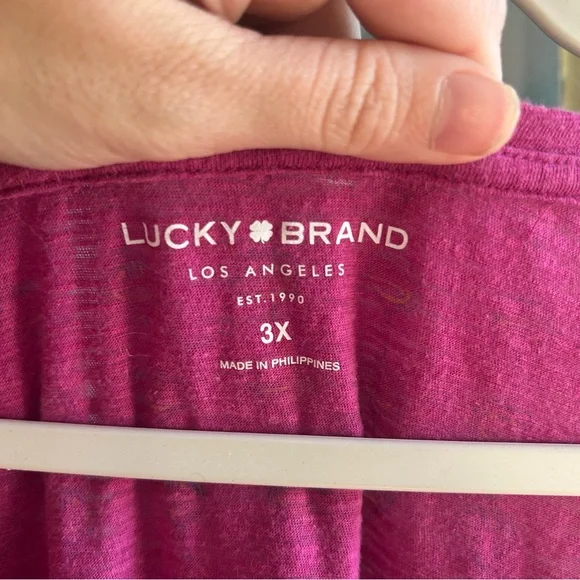 LUCKY BRAND
LOS ANGELES
EST. 1990
3X
MADE IN PHILIPPINES